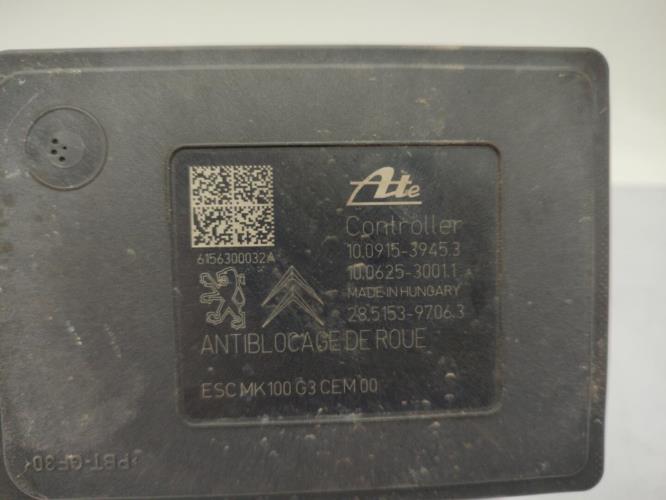 Ate
Controller
10.0915-3945.3
10.0625-3001.1
MADE IN HUNGARY
28.5153-9706.3
6156300032A
ANTIBLOCAGE DE ROUE
ESC MK100 G3 CEM 00
>PBT-GF30<